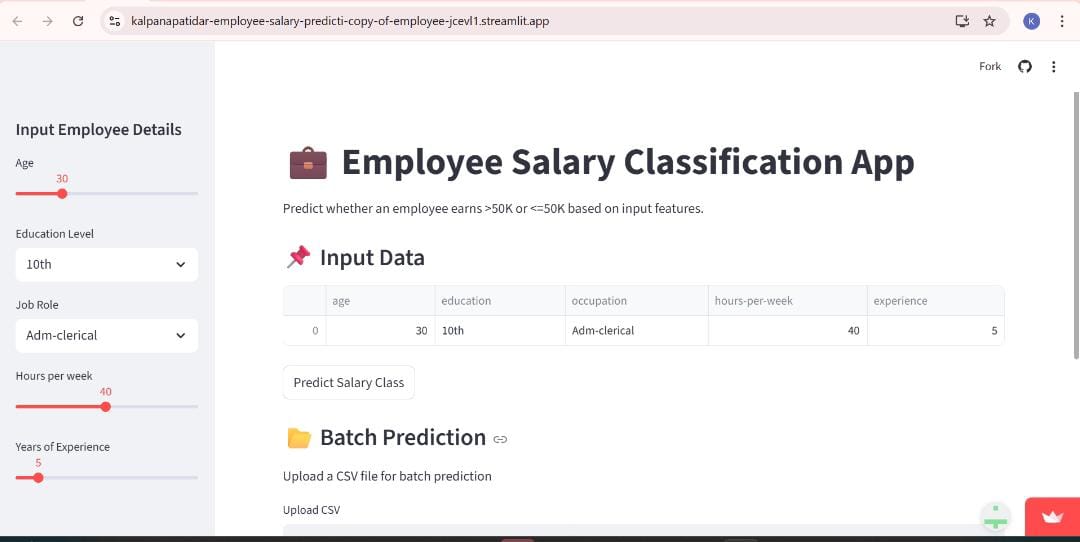 kalpanapatidar-employee-salary-predicti-copy-of-employee-jcevl1.streamlit.app
K
Fork
Input Employee Details
Age
30
Education Level
10th
Job Role
Adm-clerical
Hours per week
40
Years of Experience
5
Employee Salary Classification App
Predict whether an employee earns >50K or <=50K based on input features.
Input Data
age education occupation hours-per-week experience
0 30 10th Adm-clerical 40 5
Predict Salary Class
Batch Prediction
Upload a CSV file for batch prediction
Upload CSV